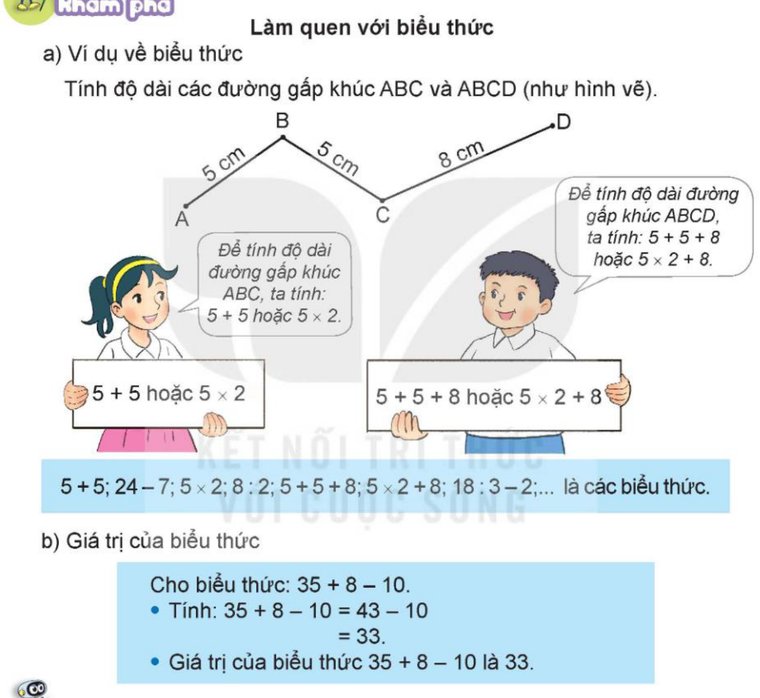 Khám phá
Làm quen với biểu thức
a) Ví dụ về biểu thức
Tính độ dài các đường gấp khúc ABC và ABCD (như hình vẽ).
B
D
5 cm
5 cm
8 cm
A
C
Để tính độ dài đường
gấp khúc ABCD,
ta tính: 5 + 5 + 8
hoặc 5 × 2 + 8.
Để tính độ dài
đường gấp khúc
ABC, ta tính:
5 + 5 hoặc 5 × 2.
5 + 5 hoặc 5 × 2
5 + 5 + 8 hoặc 5 × 2 + 8
KẾT NỐI TRI THỨC
5 + 5; 24 – 7; 5 × 2; 8 : 2; 5 + 5 + 8; 5 × 2 + 8; 18 : 3 – 2;... là các biểu thức.
VỚI CUỘC SỐNG
b) Giá trị của biểu thức
Cho biểu thức: 35 + 8 – 10.
• Tính: 35 + 8 – 10 = 43 – 10
= 33.
• Giá trị của biểu thức 35 + 8 – 10 là 33.